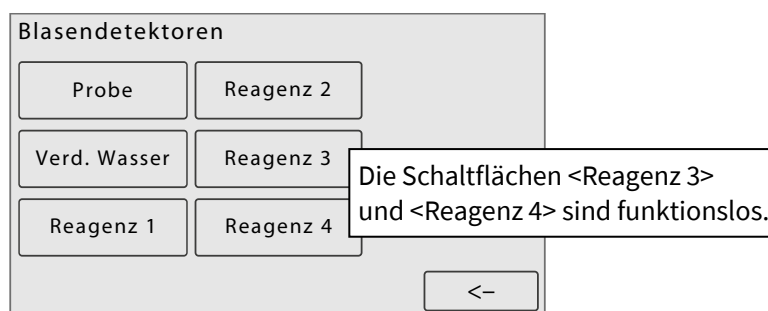 Blasendetektoren
Probe
Reagenz 2
Verd. Wasser
Reagenz 3
Die Schaltflächen <Reagenz 3>
und <Reagenz 4> sind funktionslos.
Reagenz 1
Reagenz 4
<–